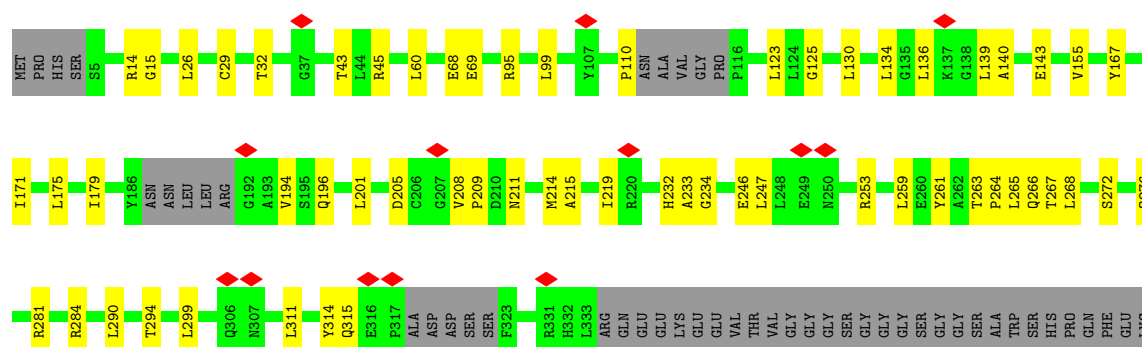 MET PRO HIS SER S5 R14 G15 L26 C29 T32 G37 T43 L44 R45 L60 E68 E69 R95 L99 Y107 P110 ASN ALA VAL GLY PRO P116 L123 L124 G125 L130 L134 G135 L136 K137 G138 L139 A140 E143 V155 Y167
I171 L175 I179 Y186 ASN ASN LEU LEU ARG G192 A193 V194 S195 Q196 L201 D205 C206 G207 V208 P209 D210 N211 M214 A215 I219 R220 H232 A233 G234 E246 L247 L248 E249 N250 R253 L259 E260 Y261 A262 T263 P264 L265 Q266 T267 L268 S272
R281 R284 L290 T294 L299 Q306 N307 L311 Y314 Q315 E316 P317 ALA ASP ASP SER SER F323 R331 H332 L333 ARG GLN GLU GLU LYS GLU GLU VAL THR VAL GLY GLY SER GLY GLY GLY GLY SER GLY GLY SER ALA TRP SER HIS PRO GLN PHE GLU